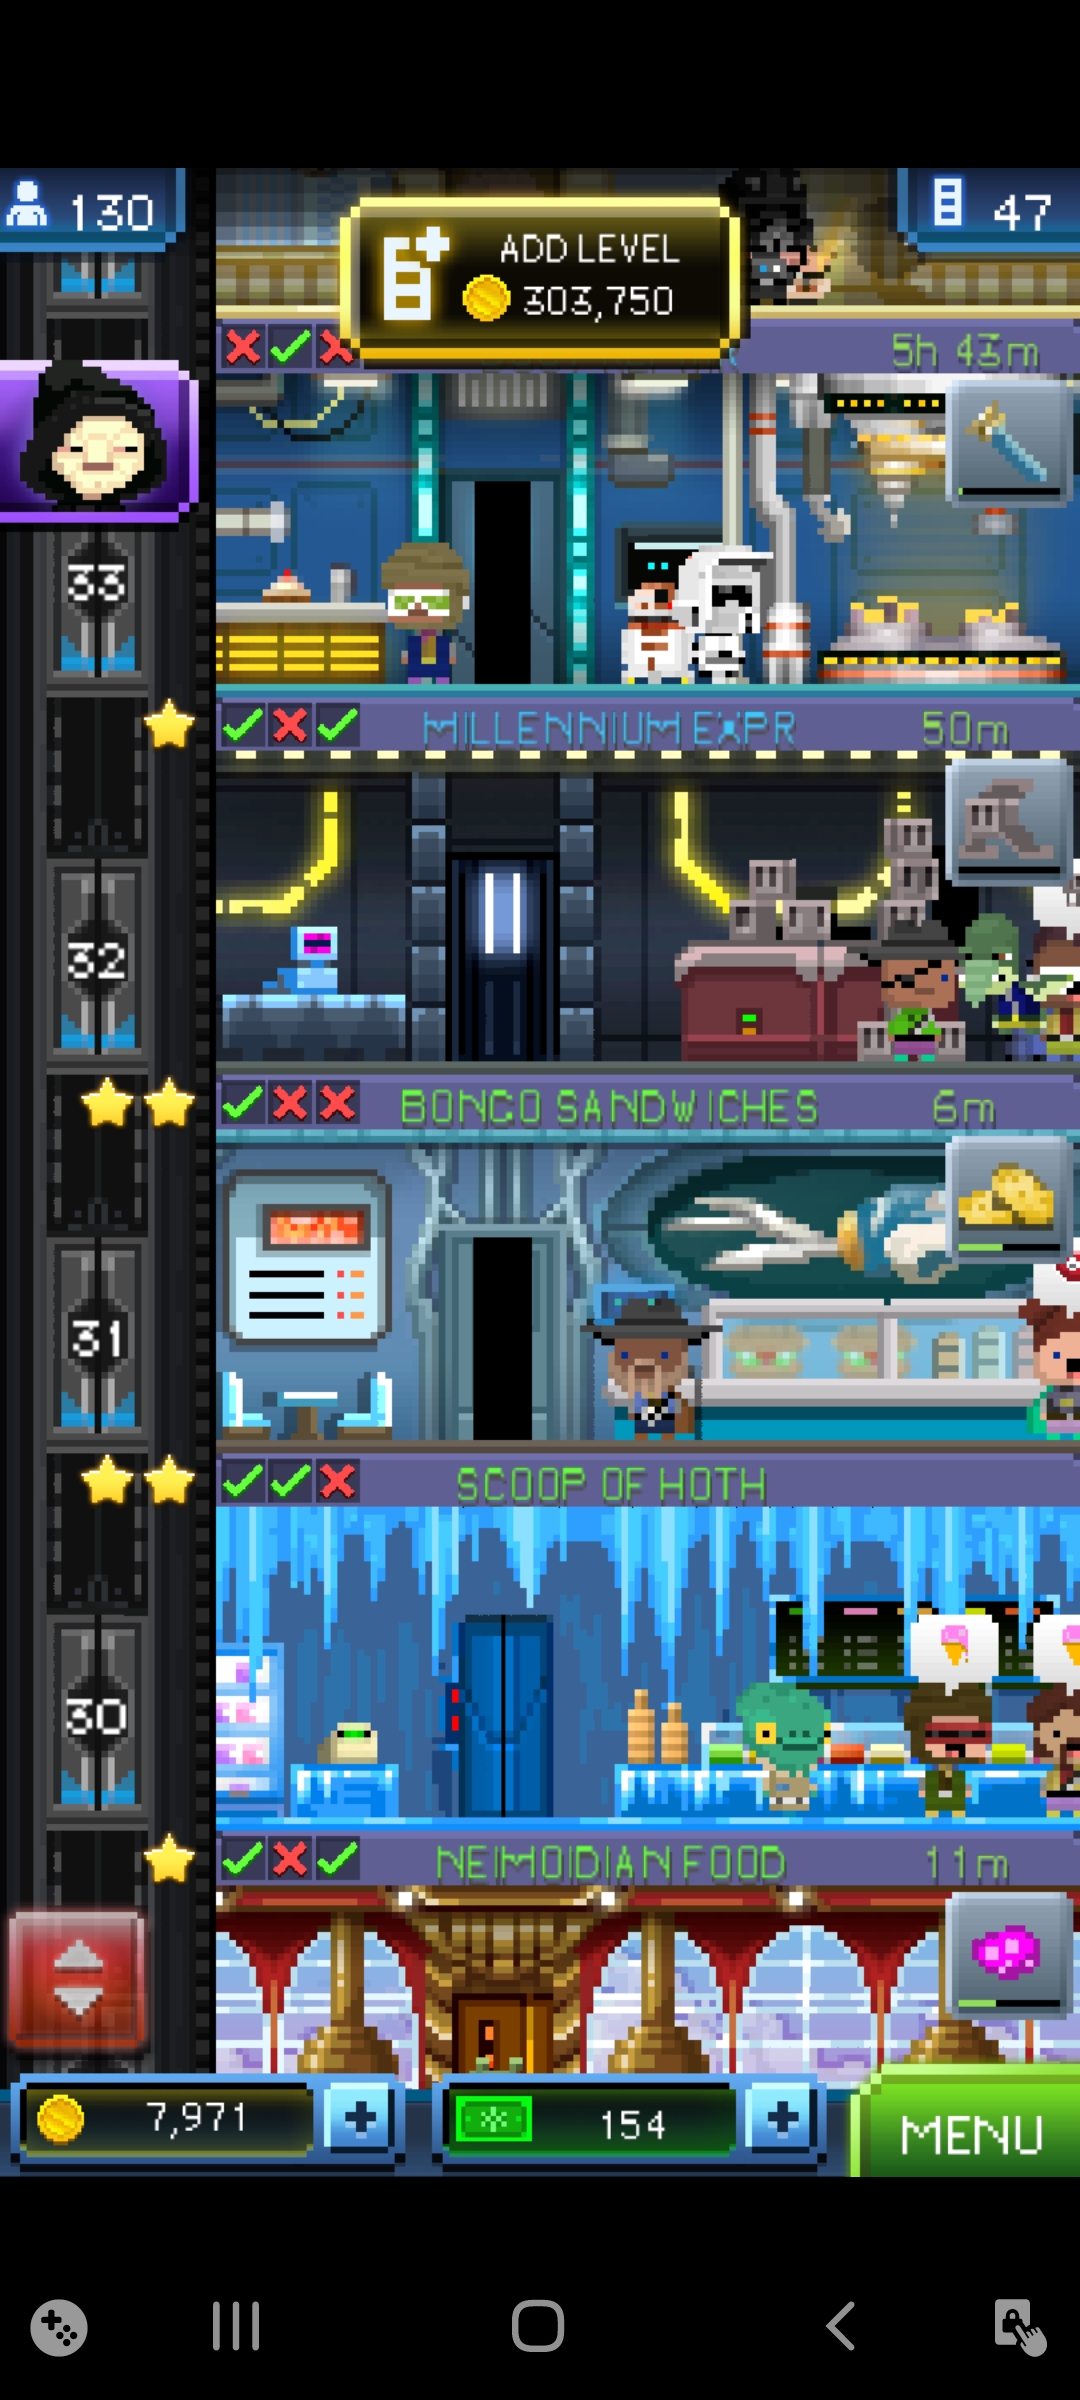 130
ADD LEVEL
303,750
47
5h 43m
33
MILLENNIUM EXPR
50m
32
BONGO SANDWICHES
6m
31
SCOOP OF HOTH
30
NEIMOIDIAN FOOD
11m
7,971
154
MENU